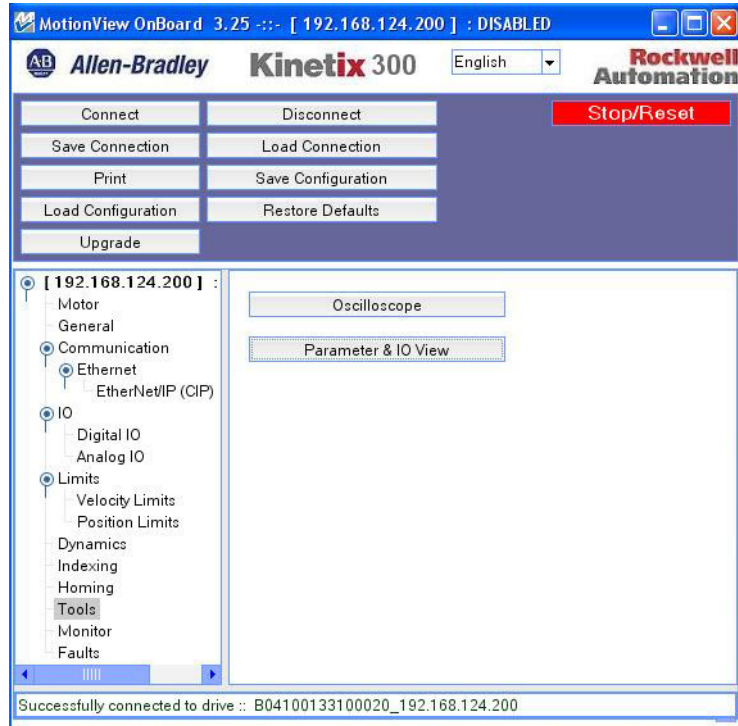 MotionView OnBoard 3.25 -::- [ 192.168.124.200 ] : DISABLED
AB Allen-Bradley
Kinetix 300
English
Rockwell
Automation
Connect
Disconnect
Stop/Reset
Save Connection
Load Connection
Print
Save Configuration
Load Configuration
Restore Defaults
Upgrade
[ 192.168.124.200 ] :
Motor
General
Communication
Ethernet
EtherNet/IP (CIP)
IO
Digital IO
Analog IO
Limits
Velocity Limits
Position Limits
Dynamics
Indexing
Homing
Tools
Monitor
Faults
Oscilloscope
Parameter & IO View
Successfully connected to drive :: B04100133100020_192.168.124.200